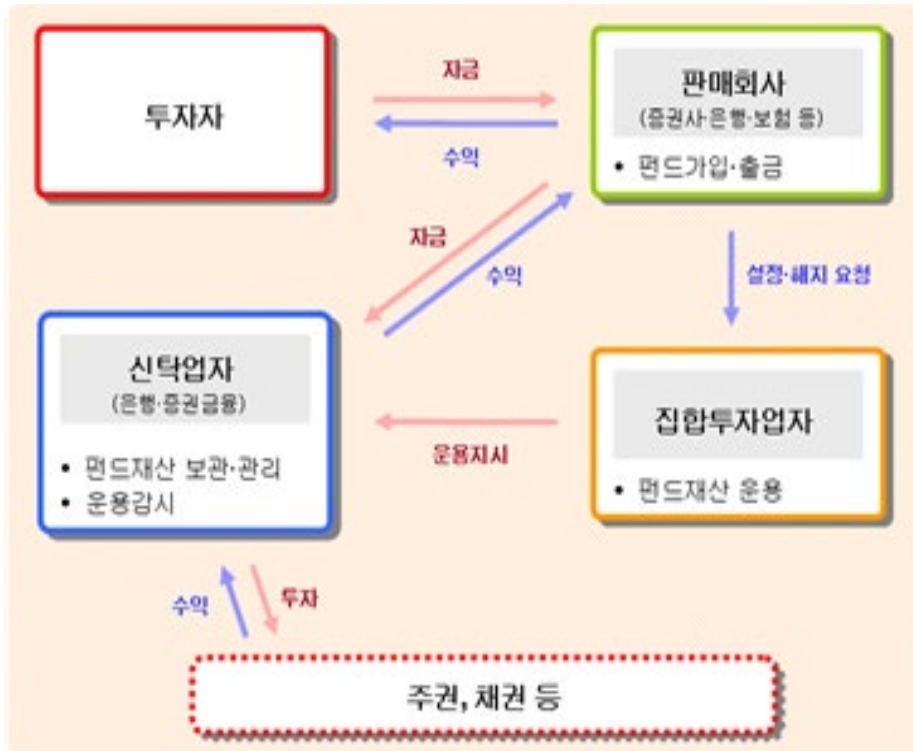 투자자
자금
수익
판매회사
(증권사·은행·보험 등)
• 펀드가입·출금
자금
수익
설정·해지 요청
신탁업자
(은행·증권금융)
• 펀드재산 보관·관리
• 운용감시
운용지시
집합투자업자
• 펀드재산 운용
수익
투자
주권, 채권 등